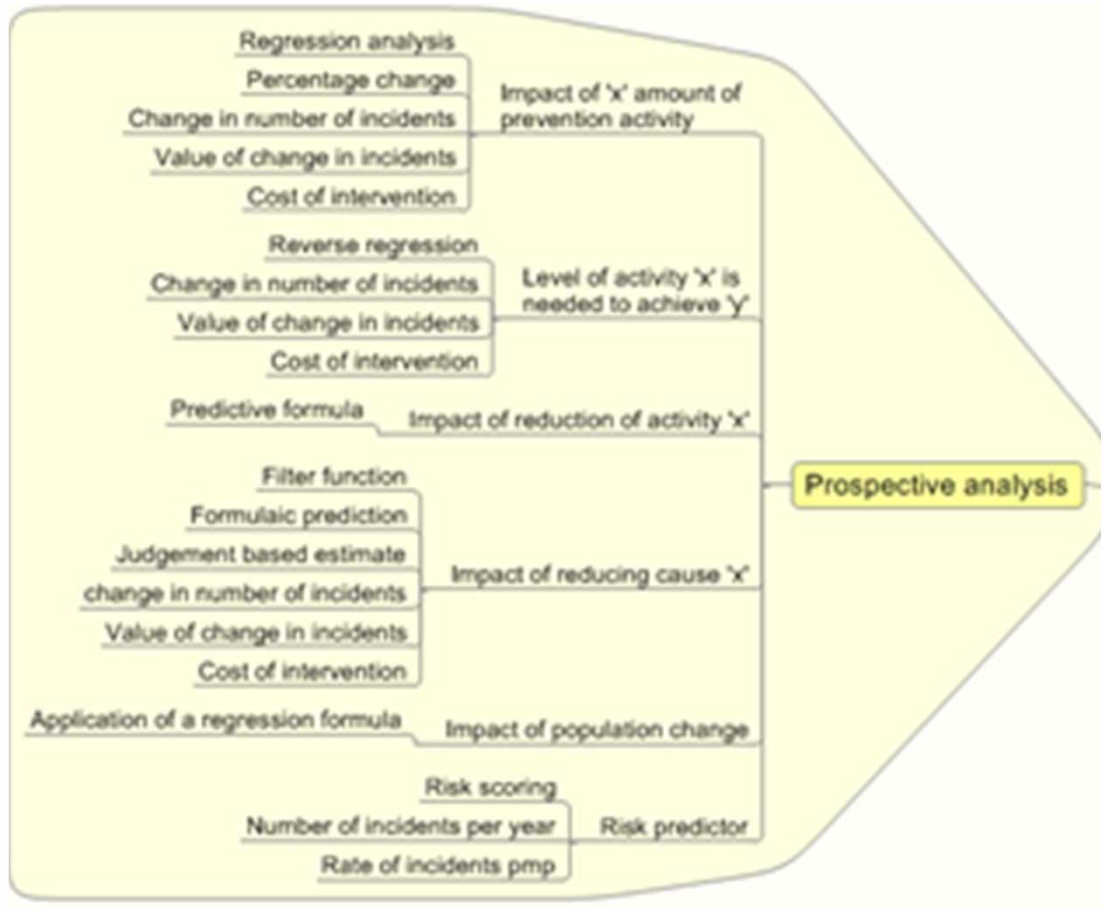 Regression analysis
Percentage change
Change in number of incidents
Value of change in incidents
Cost of intervention
Impact of 'x' amount of
prevention activity
Reverse regression
Change in number of incidents
Value of change in incidents
Cost of intervention
Level of activity 'x' is
needed to achieve 'y'
Predictive formula
Impact of reduction of activity 'x'
Filter function
Formulaic prediction
Judgement based estimate
change in number of incidents
Value of change in incidents
Cost of intervention
Impact of reducing cause 'x'
Application of a regression formula
Impact of population change
Risk scoring
Number of incidents per year
Rate of incidents pmp
Risk predictor
Prospective analysis